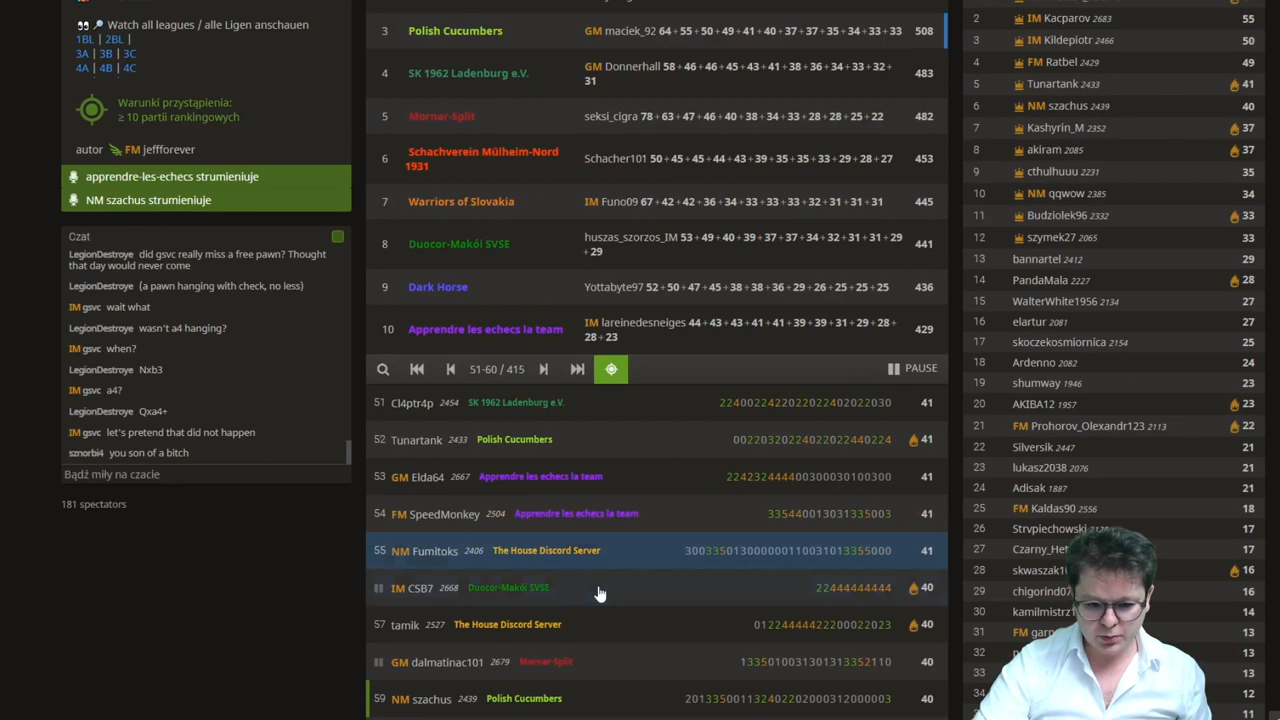 👀🔎 Watch all leagues / alle Ligen anschauen
1BL | 2BL |
3A | 3B | 3C
4A | 4B | 4C
Warunki przystąpienia:
≥ 10 partii rankingowych
autor FM jeffforever
apprendre-les-echecs strumieniuje
NM szachus strumieniuje
Czat
LegionDestroye did gsvc really miss a free pawn? Thought
that day would never come
LegionDestroye (a pawn hanging with check, no less)
IM gsvc wait what
LegionDestroye wasn't a4 hanging?
IM gsvc when?
LegionDestroye Nxb3
IM gsvc a4?
LegionDestroye Qxa4+
IM gsvc let's pretend that did not happen
sznorbi4 you son of a bitch
Bądź miły na czacie
181 spectators
3 Polish Cucumbers GM maciek_92 64+55+50+49+41+40+37+37+35+34+33+33 508
4 SK 1962 Ladenburg e.V. GM Donnerhall 58+46+46+45+43+41+38+36+34+33+32+
31 483
5 Mornar-Split seksi_cigra 78+63+47+46+40+38+34+33+28+28+25+22 482
6 Schachverein Mülheim-Nord
1931 Schacher101 50+45+45+44+43+39+35+35+33+29+28+27 453
7 Warriors of Slovakia IM Funo09 67+42+42+36+34+33+33+33+32+31+31+31 445
8 Duocor-Makói SVSE huszas_szorzos_IM 53+49+40+39+37+37+34+32+31+31+29
+29 441
9 Dark Horse Yottabyte97 52+50+47+45+38+38+36+29+26+25+25+25 436
10 Apprendre les echecs la team IM lareinedesneiges 44+43+43+41+41+39+39+31+29+28+
28+23 429
51-60 / 415 PAUSE
51 Cl4ptr4p 2454 SK 1962 Ladenburg e.V. 2240022422022022402022030 41
52 Tunartank 2433 Polish Cucumbers 00220320224022022440224 41
53 GM Elda64 2667 Apprendre les echecs la team 224232444003000301003​00 41
54 FM SpeedMonkey 2504 Apprendre les echecs la team 335440013031335003 41
55 NM Fumitoks 2406 The House Discord Server 3003350130000001100310133​55000 41
IM CSB7 2668 Duocor-Makói SVSE 22444444444 40
57 tamik 2527 The House Discord Server 01224444422200022023 40
GM dalmatinac101 2679 Mornar-Split 1335010031301313352110 40
59 NM szachus 2439 Polish Cucumbers 201335001132402202000312000003 40
2 IM Kacparov 2683 55
3 IM Kildepiotr 2466 50
4 FM Ratbel 2429 49
5 Tunartank 2433 41
6 NM szachus 2439 40
7 Kashyrin_M 2352 37
8 akiram 2085 37
9 cthulhuuu 2231 35
10 NM qqwow 2385 34
11 Budziolek96 2332 33
12 szymek27 2065 33
13 bannartel 2412 29
14 PandaMala 2227 28
15 WalterWhite1956 2134 27
16 elartur 2081 27
17 skoczekosmiornica 2154 25
18 Ardenno 2082 24
19 shumway 1946 23
20 AKIBA12 1957 23
21 FM Prohorov_Olexandr123 2113 22
22 Silversik 2447 21
23 lukasz2038 2076 21
24 Adisak 1887 21
25 FM Kaldas90 2556 18
26 Strvpiechowski 17
27 Czarny_He 17
28 skwaszak1 16
29 chigorind07 16
30 kamilmistrz 14
31 FM gar 13
32 13
33 13
34 12
11